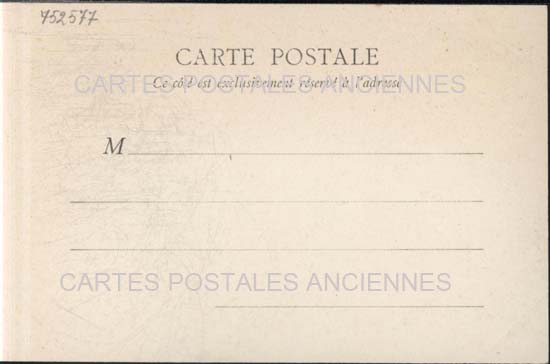 752577
CARTE POSTALE
CARTES POSTALES ANCIENNES
Ce côté est exclusivement réservé à l'adresse
M
CARTES POSTALES ANCIENNES